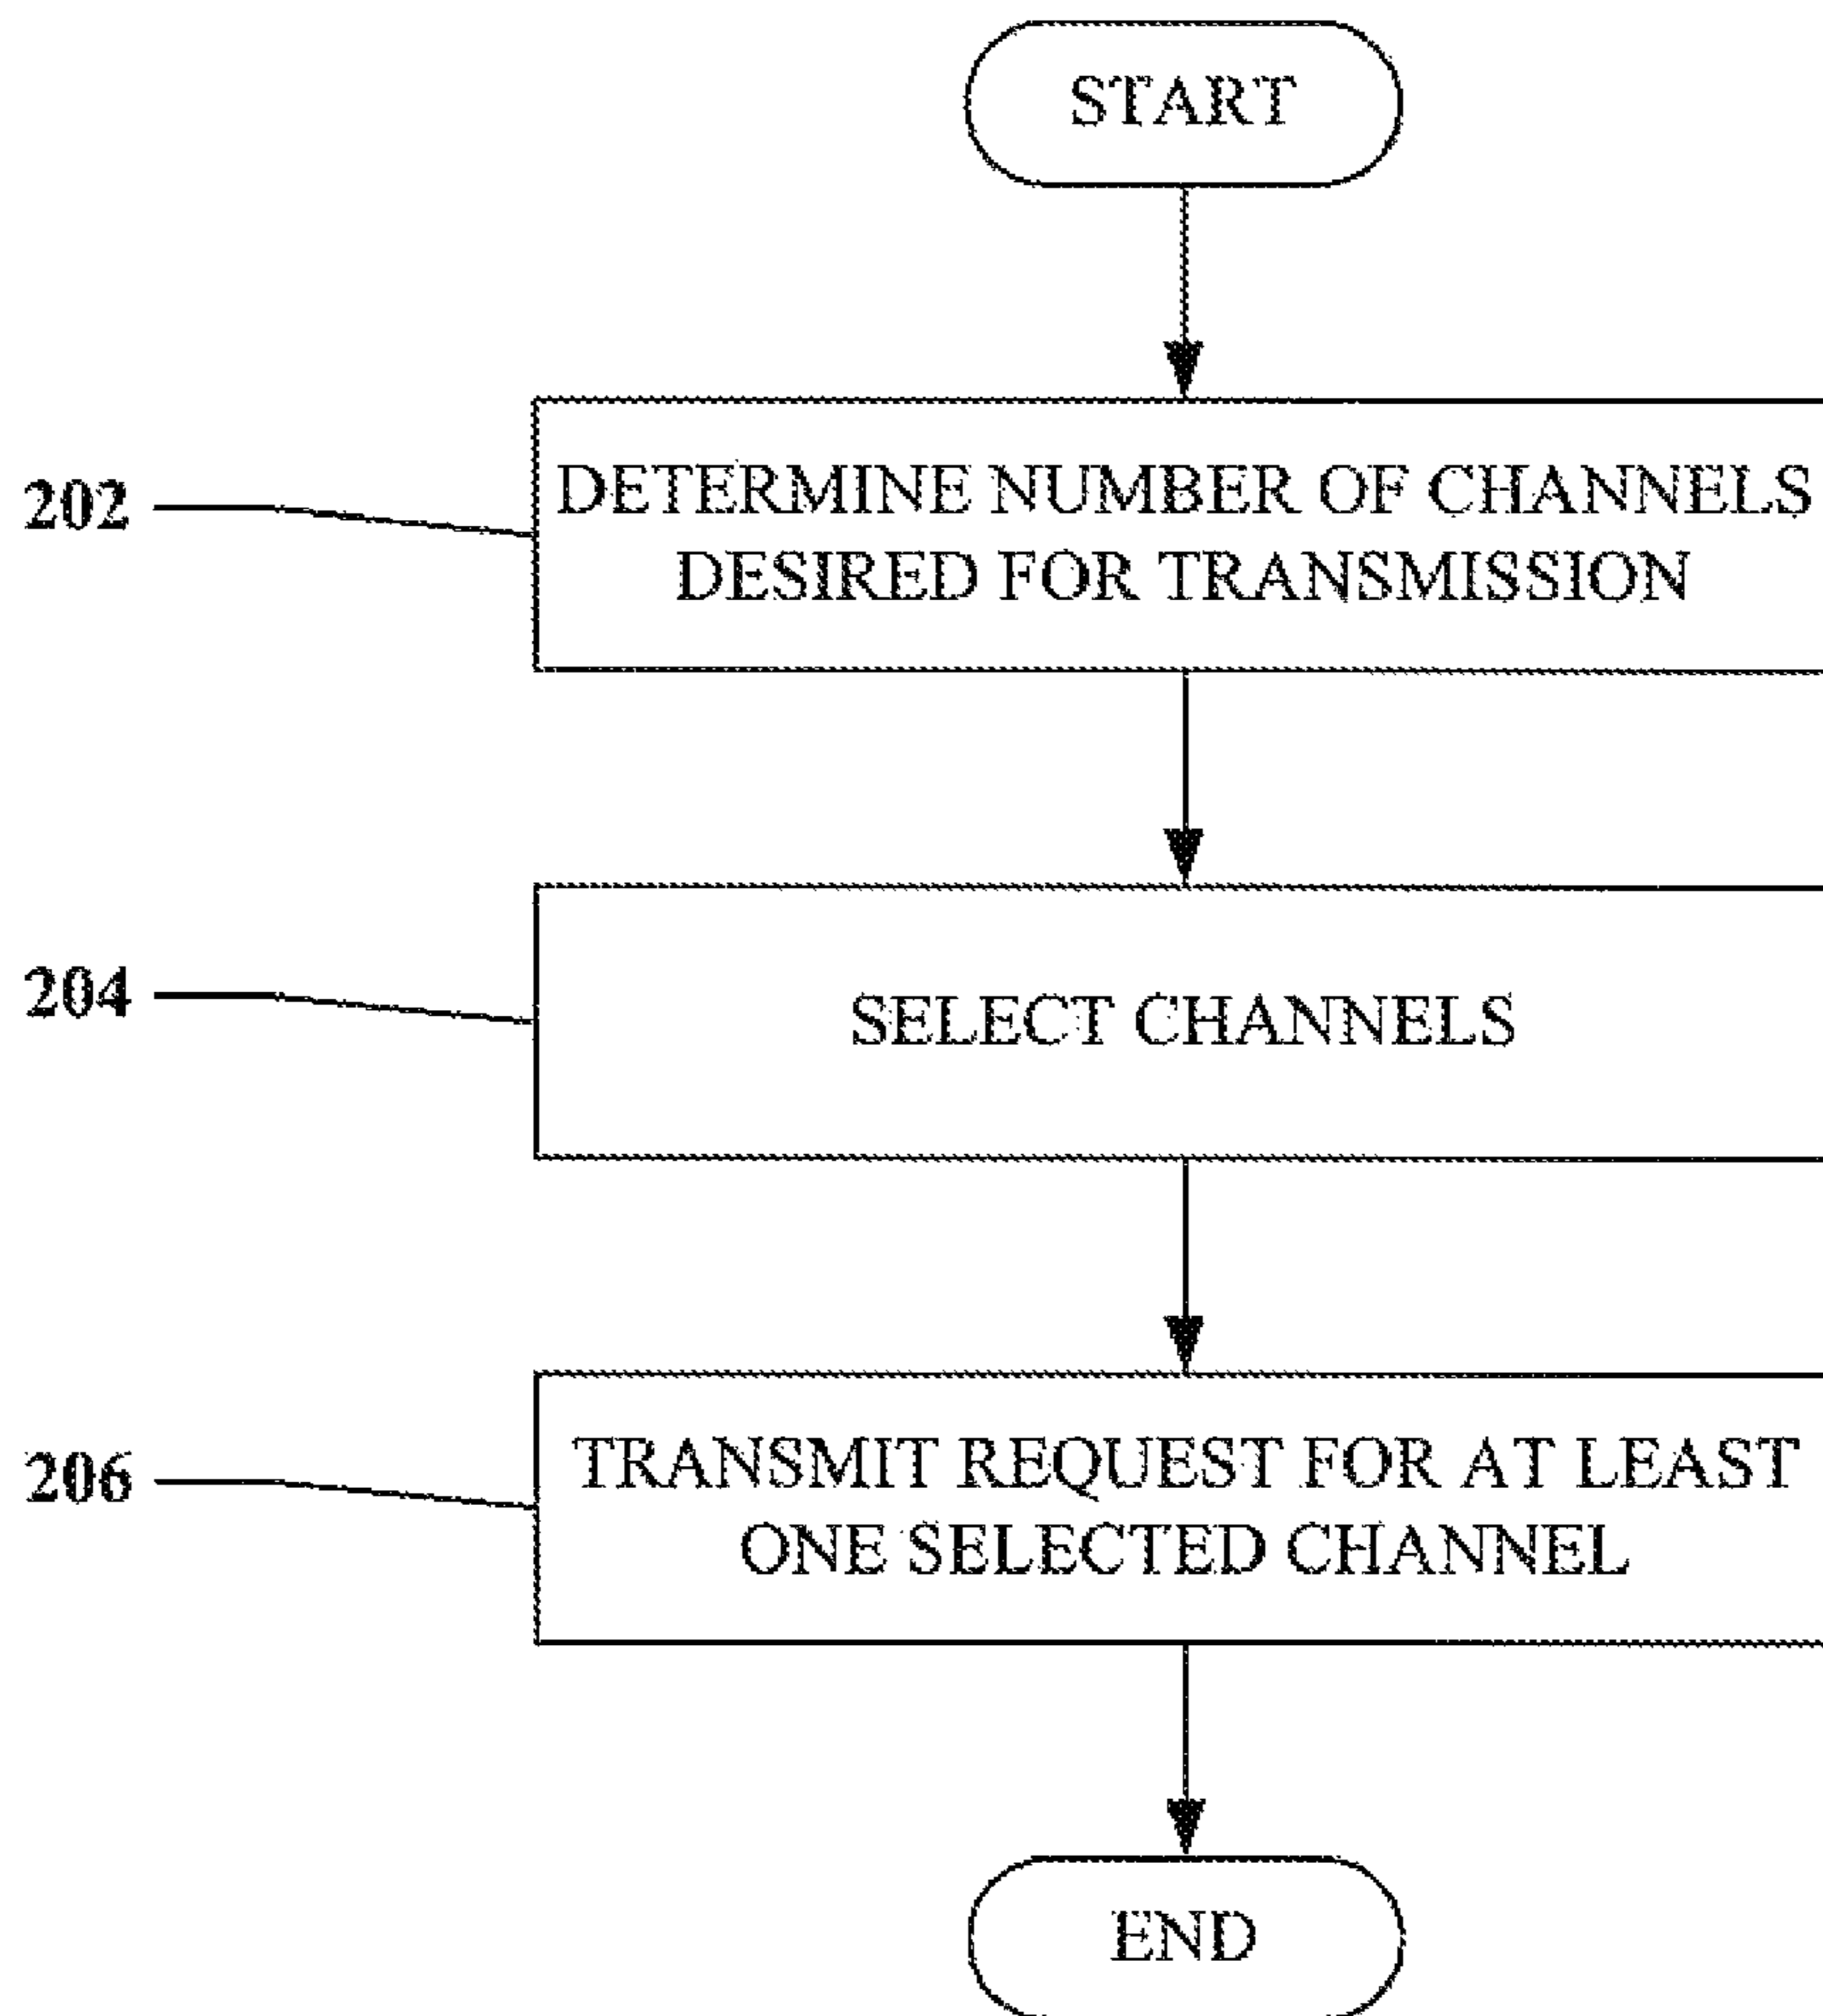 START
202
DETERMINE NUMBER OF CHANNELS
DESIRED FOR TRANSMISSION
204
SELECT CHANNELS
206
TRANSMIT REQUEST FOR AT LEAST
ONE SELECTED CHANNEL
END